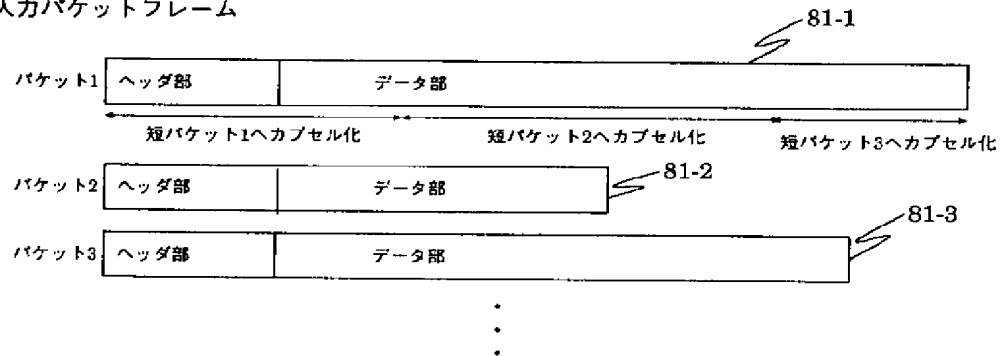 入力パケットフレーム
81-1
パケット1 ヘッダ部 データ部
短パケット1へカプセル化 短パケット2へカプセル化 短パケット3へカプセル化
81-2
パケット2 ヘッダ部 データ部
81-3
パケット3 ヘッダ部 データ部